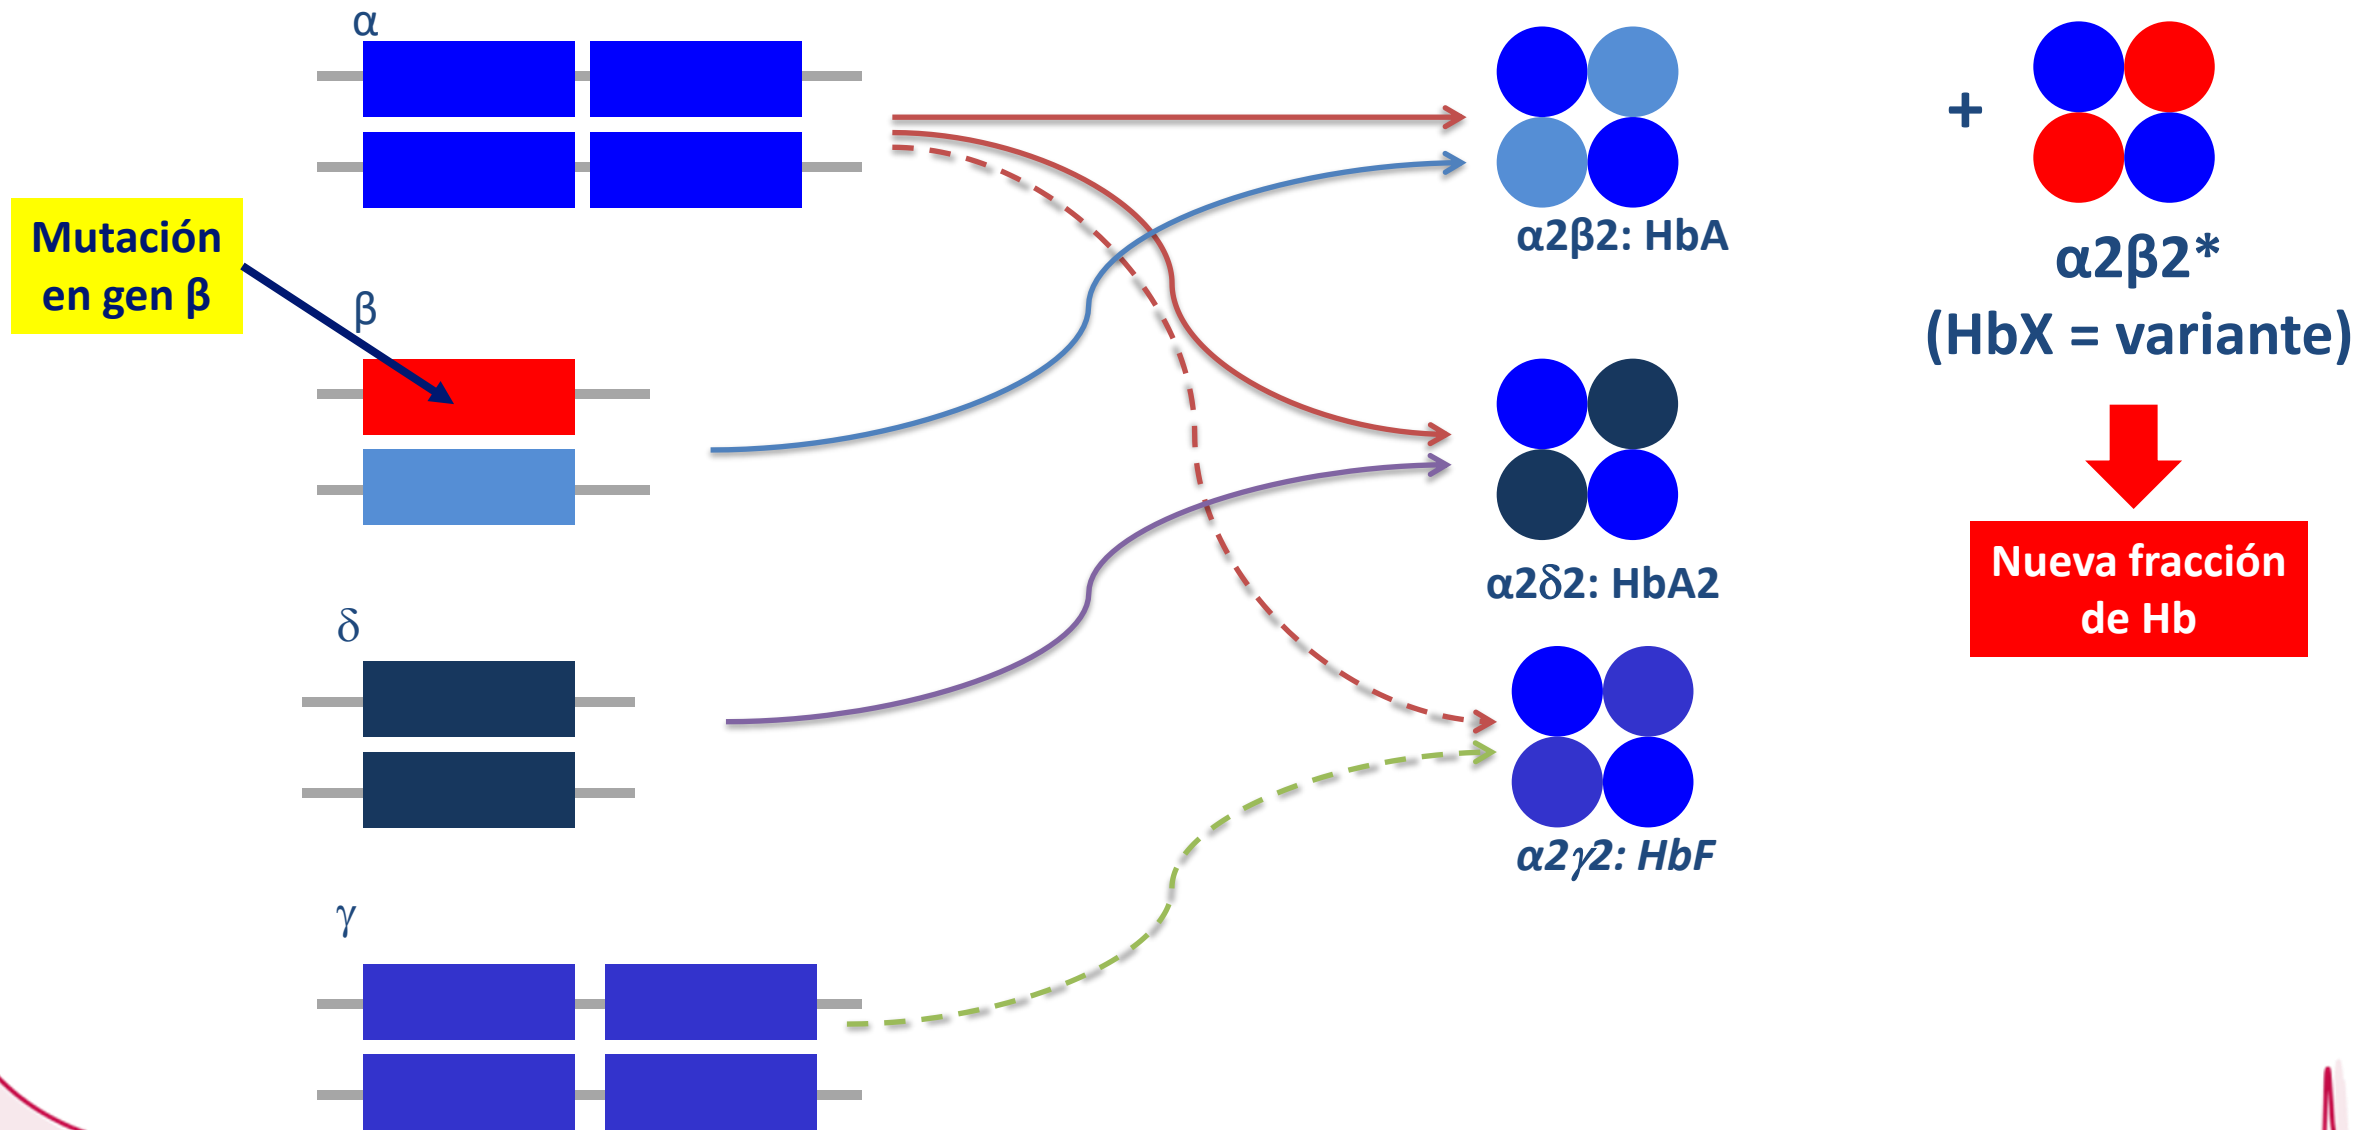 α
Mutación
en gen β
β
δ
γ
α2β2: HbA
α2δ2: HbA2
α2γ2: HbF
+
α2β2*
(HbX = variante)
Nueva fracción
de Hb